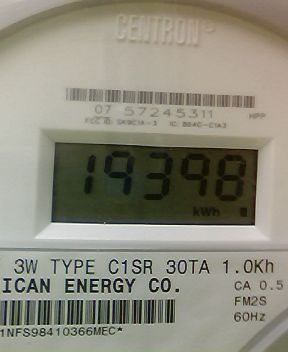 CENTRON®
07 57245311 HPP
FCC ID: SK9C1A-3 IC: 864G-C1A3
19398
kWh
3W TYPE C1SR 30TA 1.0Kh
ICAN ENERGY CO. CA 0.5
FM2S
1NFS98410366MEC* 60Hz